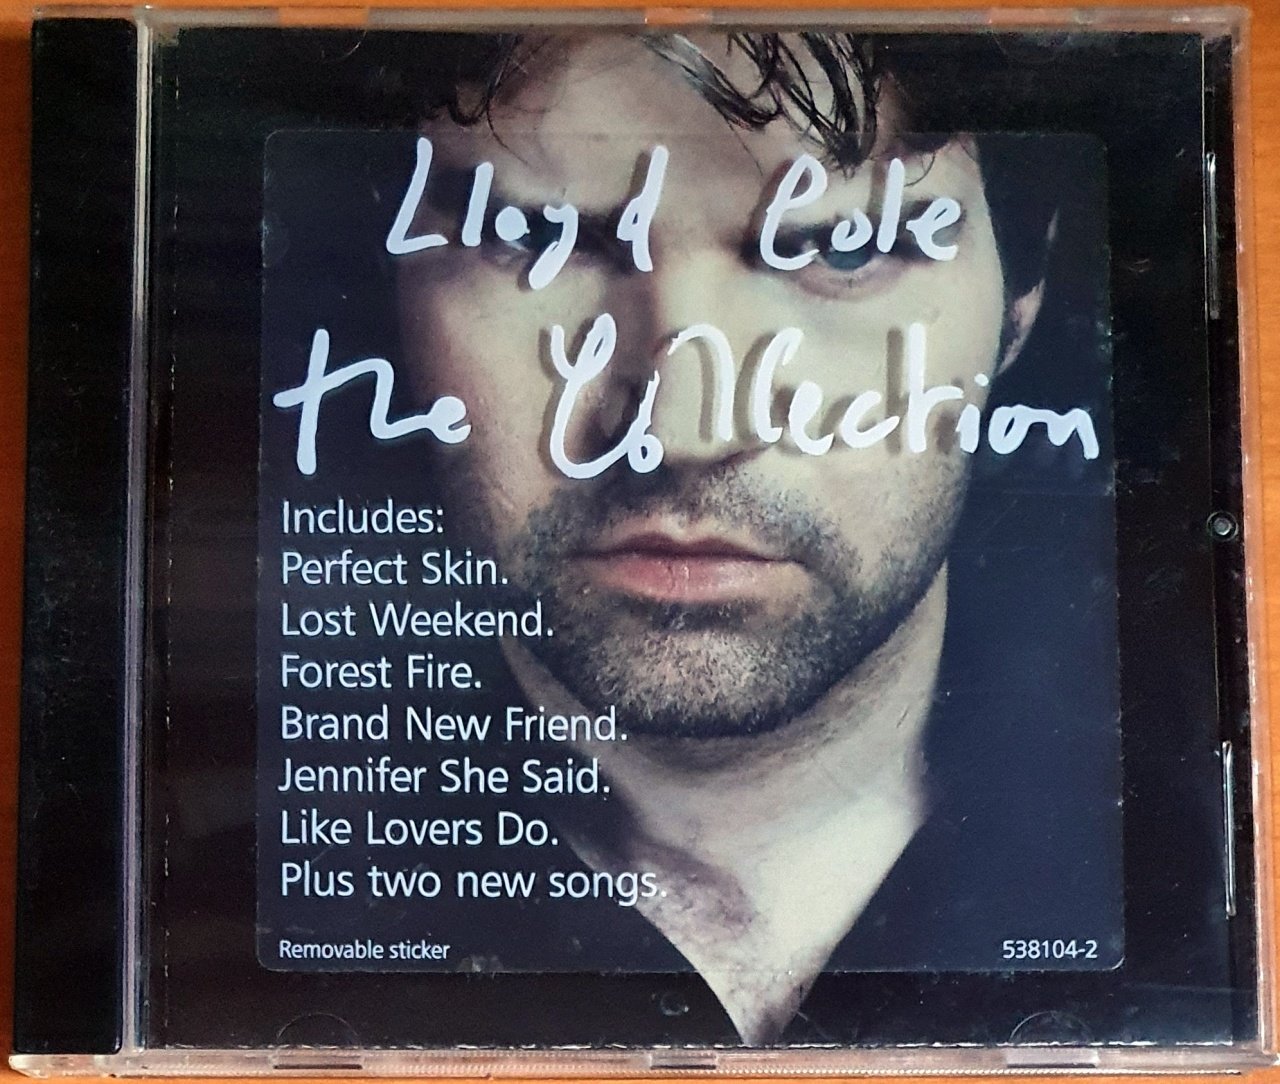 Lloyd Cole
the Collection
Includes:
Perfect Skin.
Lost Weekend.
Forest Fire.
Brand New Friend.
Jennifer She Said.
Like Lovers Do.
Plus two new songs.
Removable sticker
538104-2